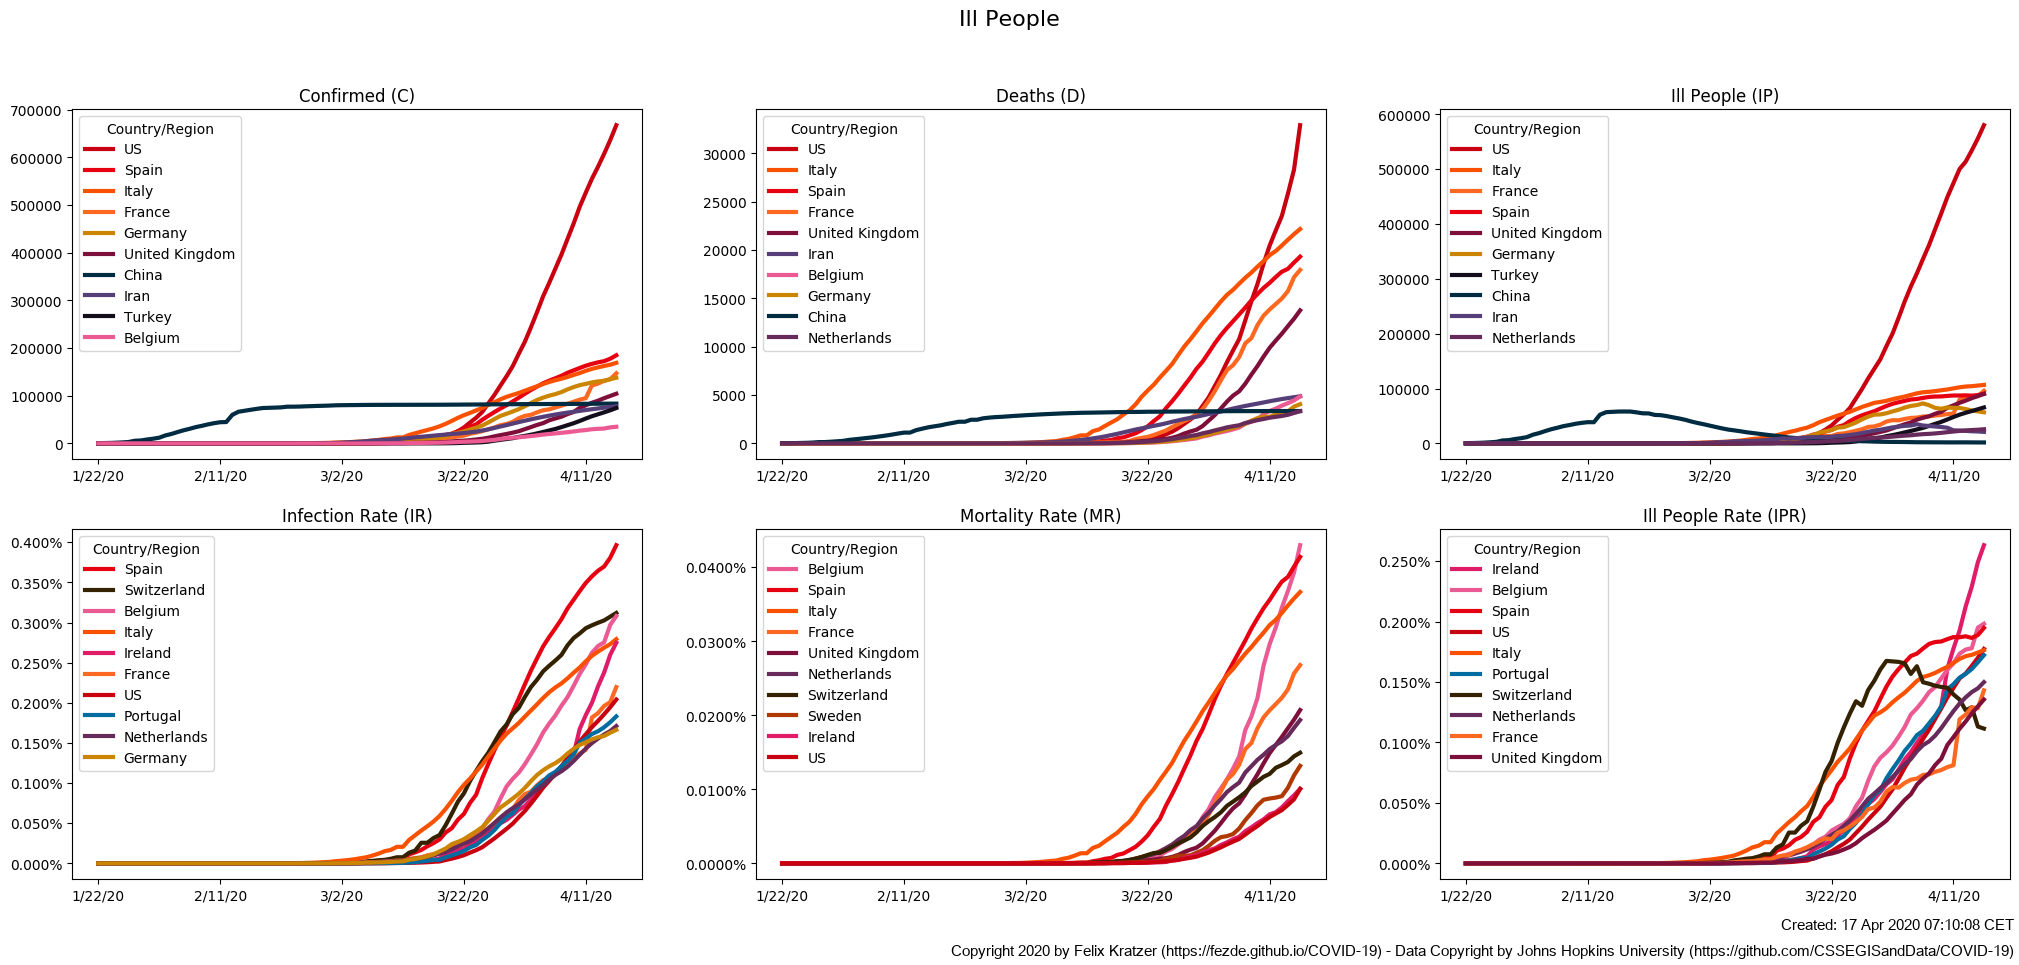 Ill People
Confirmed (C)
700000
600000
500000
400000
300000
200000
100000
0
Country/Region
US
Spain
Italy
France
Germany
United Kingdom
China
Iran
Turkey
Belgium
1/22/20 2/11/20 3/2/20 3/22/20 4/11/20
Deaths (D)
30000
25000
20000
15000
10000
5000
0
Country/Region
US
Italy
Spain
France
United Kingdom
Iran
Belgium
Germany
China
Netherlands
1/22/20 2/11/20 3/2/20 3/22/20 4/11/20
Ill People (IP)
600000
500000
400000
300000
200000
100000
0
Country/Region
US
Italy
France
Spain
United Kingdom
Germany
Turkey
China
Iran
Netherlands
1/22/20 2/11/20 3/2/20 3/22/20 4/11/20
Infection Rate (IR)
0.400%
0.350%
0.300%
0.250%
0.200%
0.150%
0.100%
0.050%
0.000%
Country/Region
Spain
Switzerland
Belgium
Italy
Ireland
France
US
Portugal
Netherlands
Germany
1/22/20 2/11/20 3/2/20 3/22/20 4/11/20
Mortality Rate (MR)
0.0400%
0.0300%
0.0200%
0.0100%
0.0000%
Country/Region
Belgium
Spain
Italy
France
United Kingdom
Netherlands
Switzerland
Sweden
Ireland
US
1/22/20 2/11/20 3/2/20 3/22/20 4/11/20
Ill People Rate (IPR)
0.250%
0.200%
0.150%
0.100%
0.050%
0.000%
Country/Region
Ireland
Belgium
Spain
US
Italy
Portugal
Switzerland
Netherlands
France
United Kingdom
1/22/20 2/11/20 3/2/20 3/22/20 4/11/20
Created: 17 Apr 2020 07:10:08 CET
Copyright 2020 by Felix Kratzer (https://fezde.github.io/COVID-19) - Data Copyright by Johns Hopkins University (https://github.com/CSSEGISandData/COVID-19)